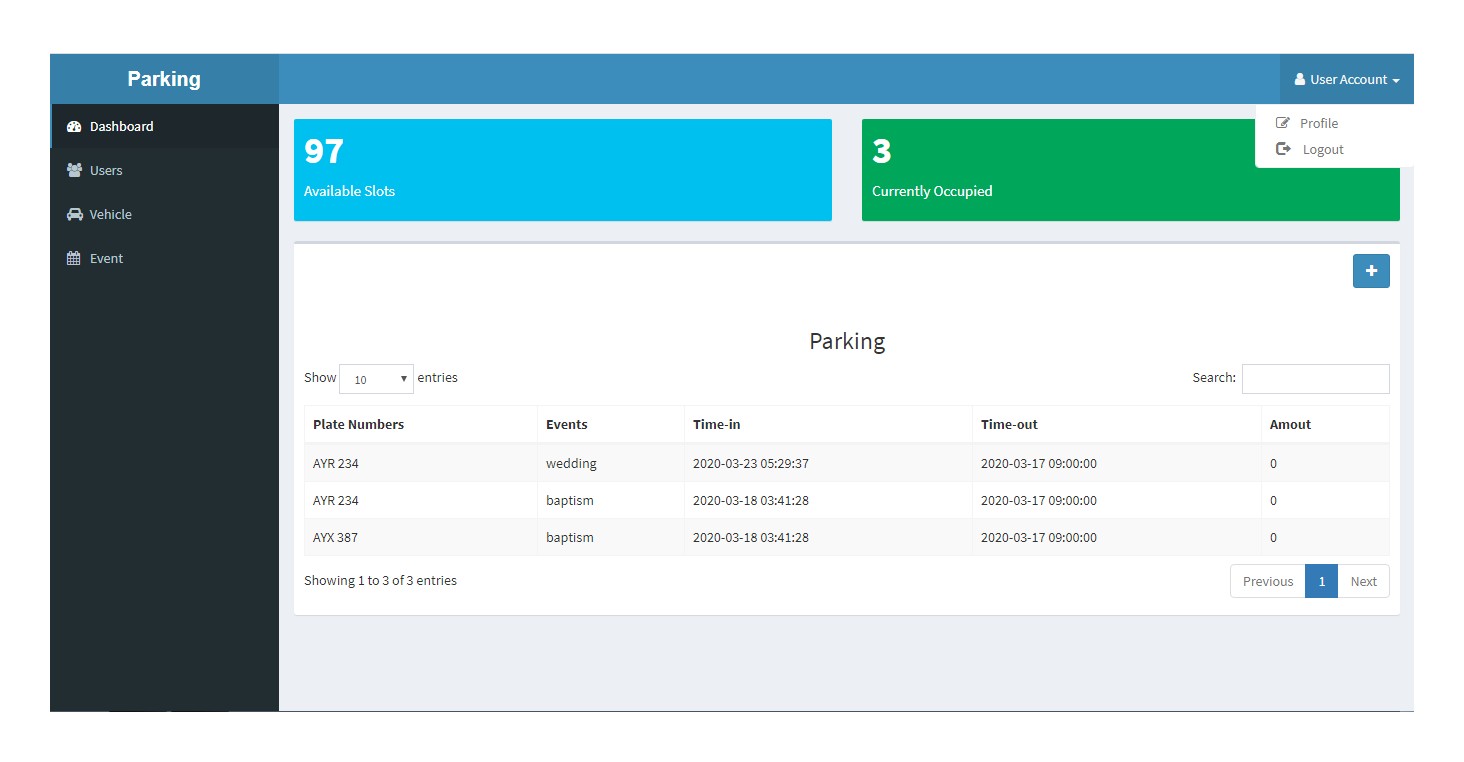 Parking
User Account
Dashboard
Users
Vehicle
Event
Profile
Logout
97
Available Slots
3
Currently Occupied
+
Parking
Show 10 entries
Search:
Plate Numbers Events Time-in Time-out Amout
AYR 234 wedding 2020-03-23 05:29:37 2020-03-17 09:00:00 0
AYR 234 baptism 2020-03-18 03:41:28 2020-03-17 09:00:00 0
AYX 387 baptism 2020-03-18 03:41:28 2020-03-17 09:00:00 0
Showing 1 to 3 of 3 entries
Previous 1 Next